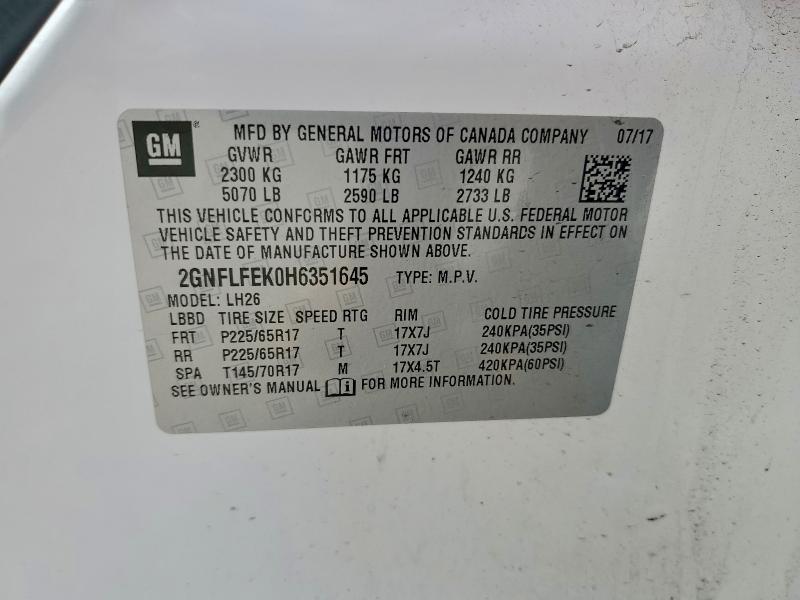 GM® MFD BY GENERAL MOTORS OF CANADA COMPANY 07/17
GVWR GAWR FRT GAWR RR
2300 KG 1175 KG 1240 KG
5070 LB 2590 LB 2733 LB
THIS VEHICLE CONFORMS TO ALL APPLICABLE U.S. FEDERAL MOTOR
VEHICLE SAFETY AND THEFT PREVENTION STANDARDS IN EFFECT ON
THE DATE OF MANUFACTURE SHOWN ABOVE.
2GNFLFEK0H6351645 TYPE: M.P.V.
MODEL: LH26
LBBD TIRE SIZE SPEED RTG RIM COLD TIRE PRESSURE
FRT P225/65R17 T 17X7J 240KPA(35PSI)
RR P225/65R17 T 17X7J 240KPA(35PSI)
SPA T145/70R17 M 17X4.5T 420KPA(60PSI)
SEE OWNER'S MANUAL FOR MORE INFORMATION.